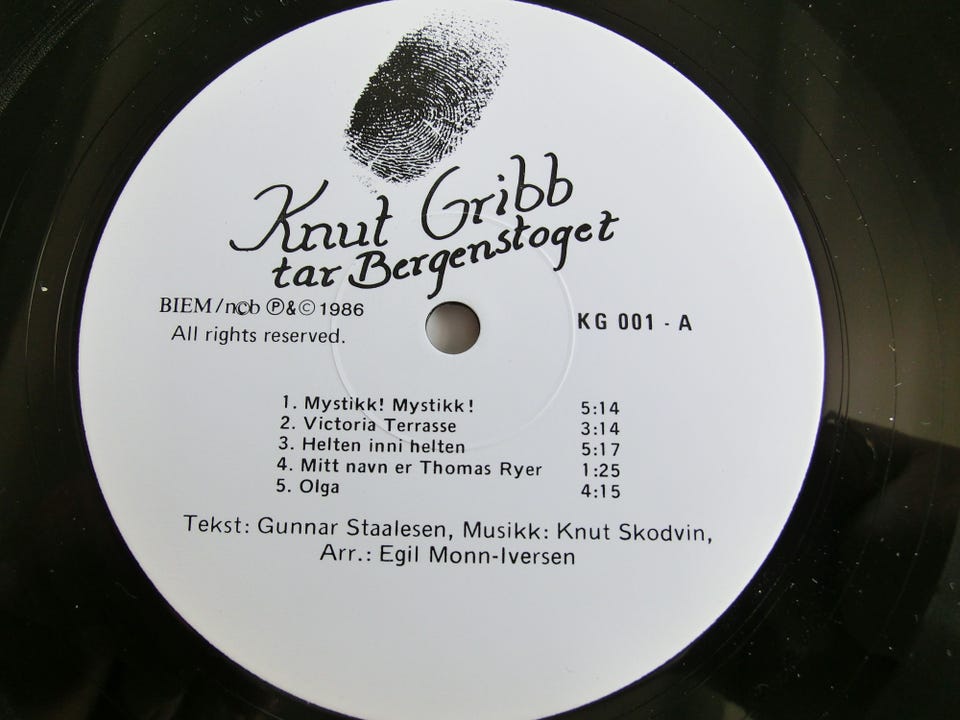 Knut Gribb
tar Bergenstoget
BIEM/ncb ℗&© 1986
All rights reserved.
KG 001 - A
1. Mystikk! Mystikk! 5:14
2. Victoria Terrasse 3:14
3. Helten inni helten 5:17
4. Mitt navn er Thomas Ryer 1:25
5. Olga 4:15
Tekst: Gunnar Staalesen, Musikk: Knut Skodvin,
Arr.: Egil Monn-Iversen